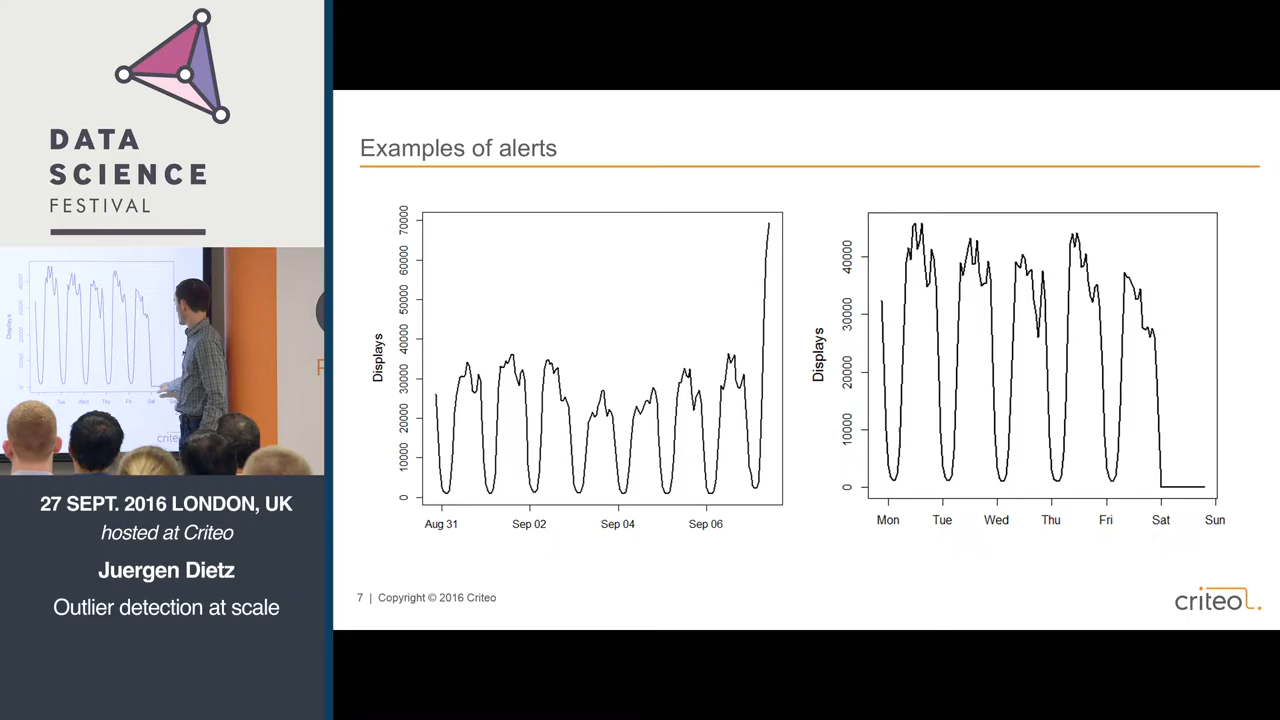 DATA
SCIENCE
FESTIVAL
27 SEPT. 2016 LONDON, UK
hosted at Criteo
Juergen Dietz
Outlier detection at scale
Examples of alerts
Displays
70000
60000
50000
40000
30000
20000
10000
0
Aug 31 Sep 02 Sep 04 Sep 06
Displays
40000
30000
20000
10000
0
Mon Tue Wed Thu Fri Sat Sun
7 | Copyright © 2016 Criteo
criteo